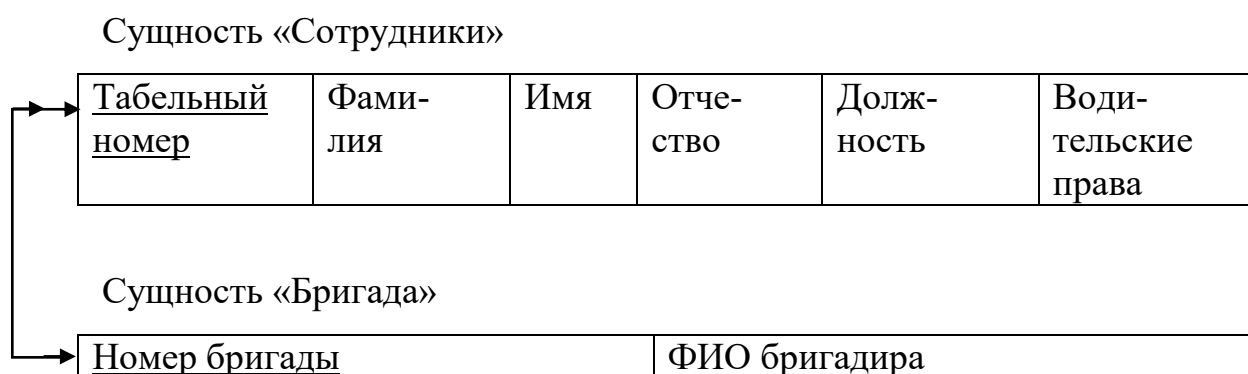 Сущность «Сотрудники»
Табельный номер
Фами-
лия
Имя
Отче-
ство
Долж-
ность
Води-
тельские
права
Сущность «Бригада»
Номер бригады
ФИО бригадира